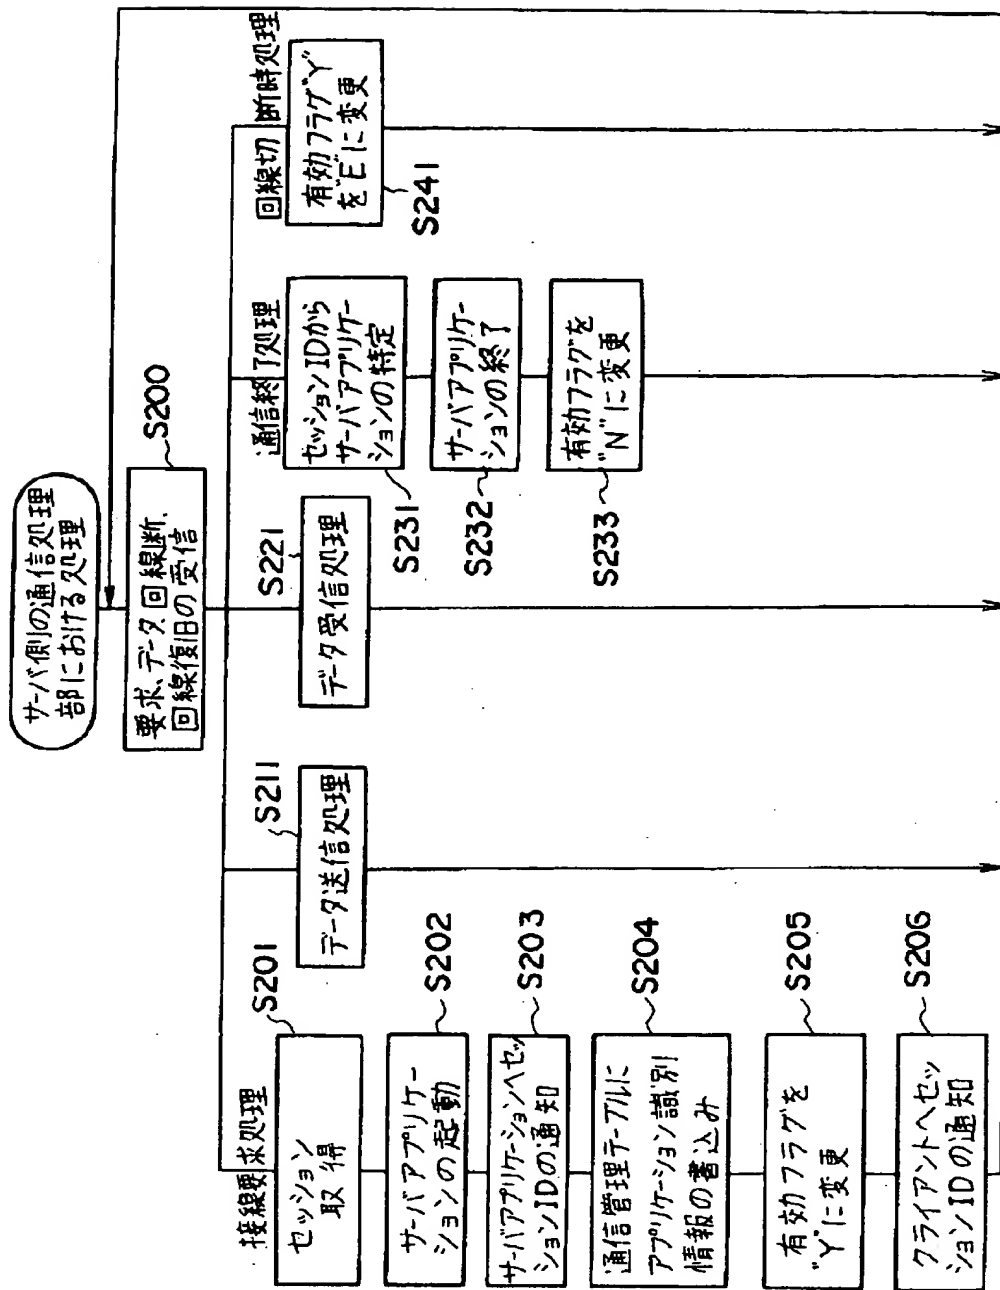 サーバ側の通信処理
部における処理
S200
要求、データ 回線断、
回線復旧の受信
接線要求処理
S201
セッション
取得
S202
サーバアプリケー
ションの起動
S203
サーバアプリケーションへセッ
ションIDの通知
S204
通信管理テーブルに
アプリケーション識別
情報の書込み
S205
有効フラグを
"Y"に変更
S206
クライアントへセッ
ションIDの通知
S211
データ送信処理
S221
データ受信処理
通信終了処理
セッションIDから
サーバアプリケー
ションの特定
S231
サーバアプリケー
ションの終了
S232
有効フラグを
"N"に変更
S233
回線切断時処理
有効フラグ"Y"
を"E"に変更
S241